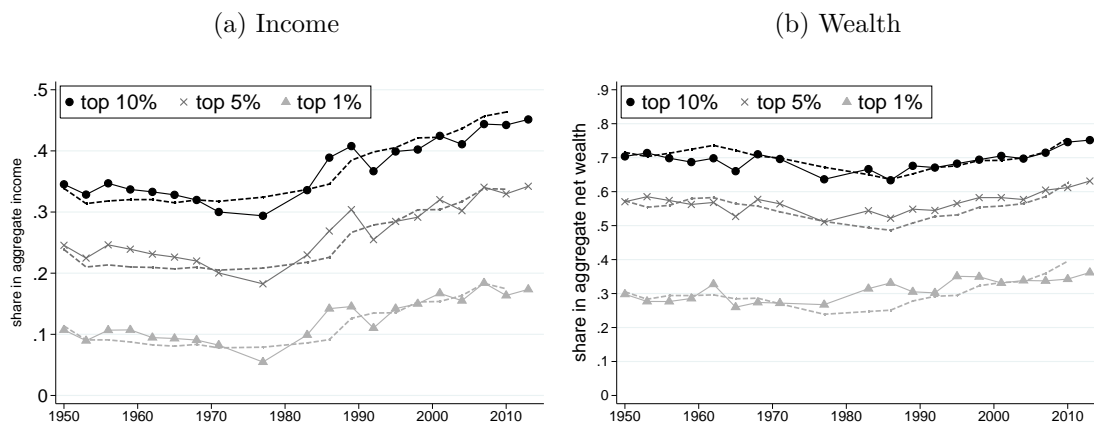 (a) Income
share in aggregate income
.5
.4
.3
.2
.1
0
top 10% top 5% top 1%
1950 1960 1970 1980 1990 2000 2010
(b) Wealth
share in aggregate net wealth
.9
.8
.7
.6
.5
.4
.3
.2
.1
0
top 10% top 5% top 1%
1950 1960 1970 1980 1990 2000 2010